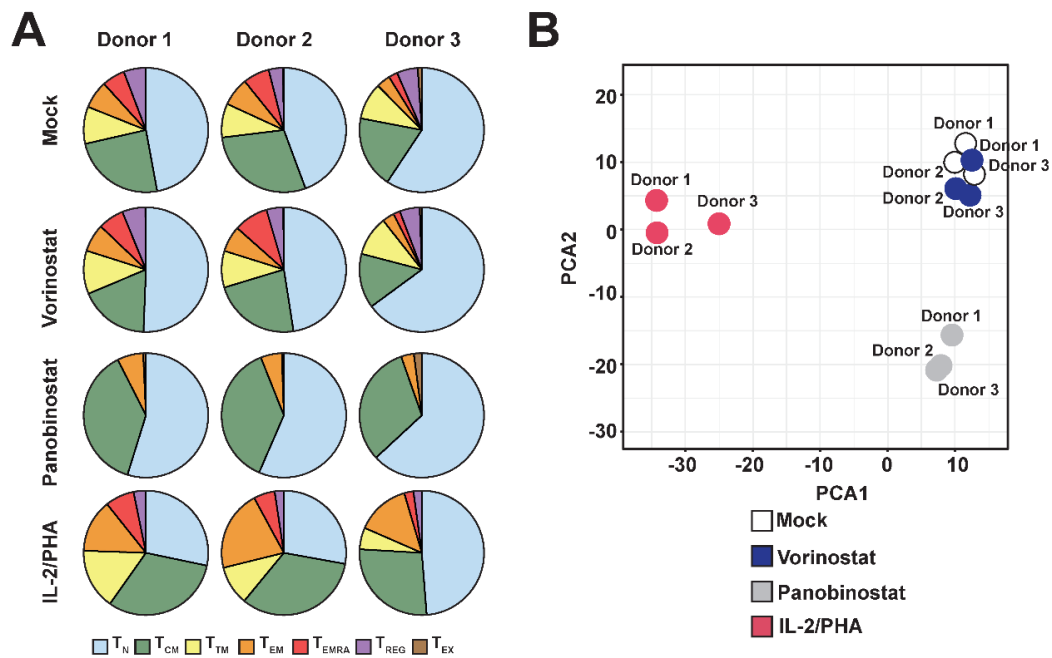 A
Donor 1 Donor 2 Donor 3
Mock
Vorinostat
Panobinostat
IL-2/PHA
TN TCM TTM TEM TEMRA TREG TEX
B
20
10
0
-10
-20
-30
PCA2
Donor 1
Donor 1
Donor 2
Donor 3
Donor 2
Donor 3
Donor 1
Donor 3
Donor 2
Donor 1
Donor 2
Donor 3
-30 -20 -10 0 10
PCA1
Mock
Vorinostat
Panobinostat
IL-2/PHA